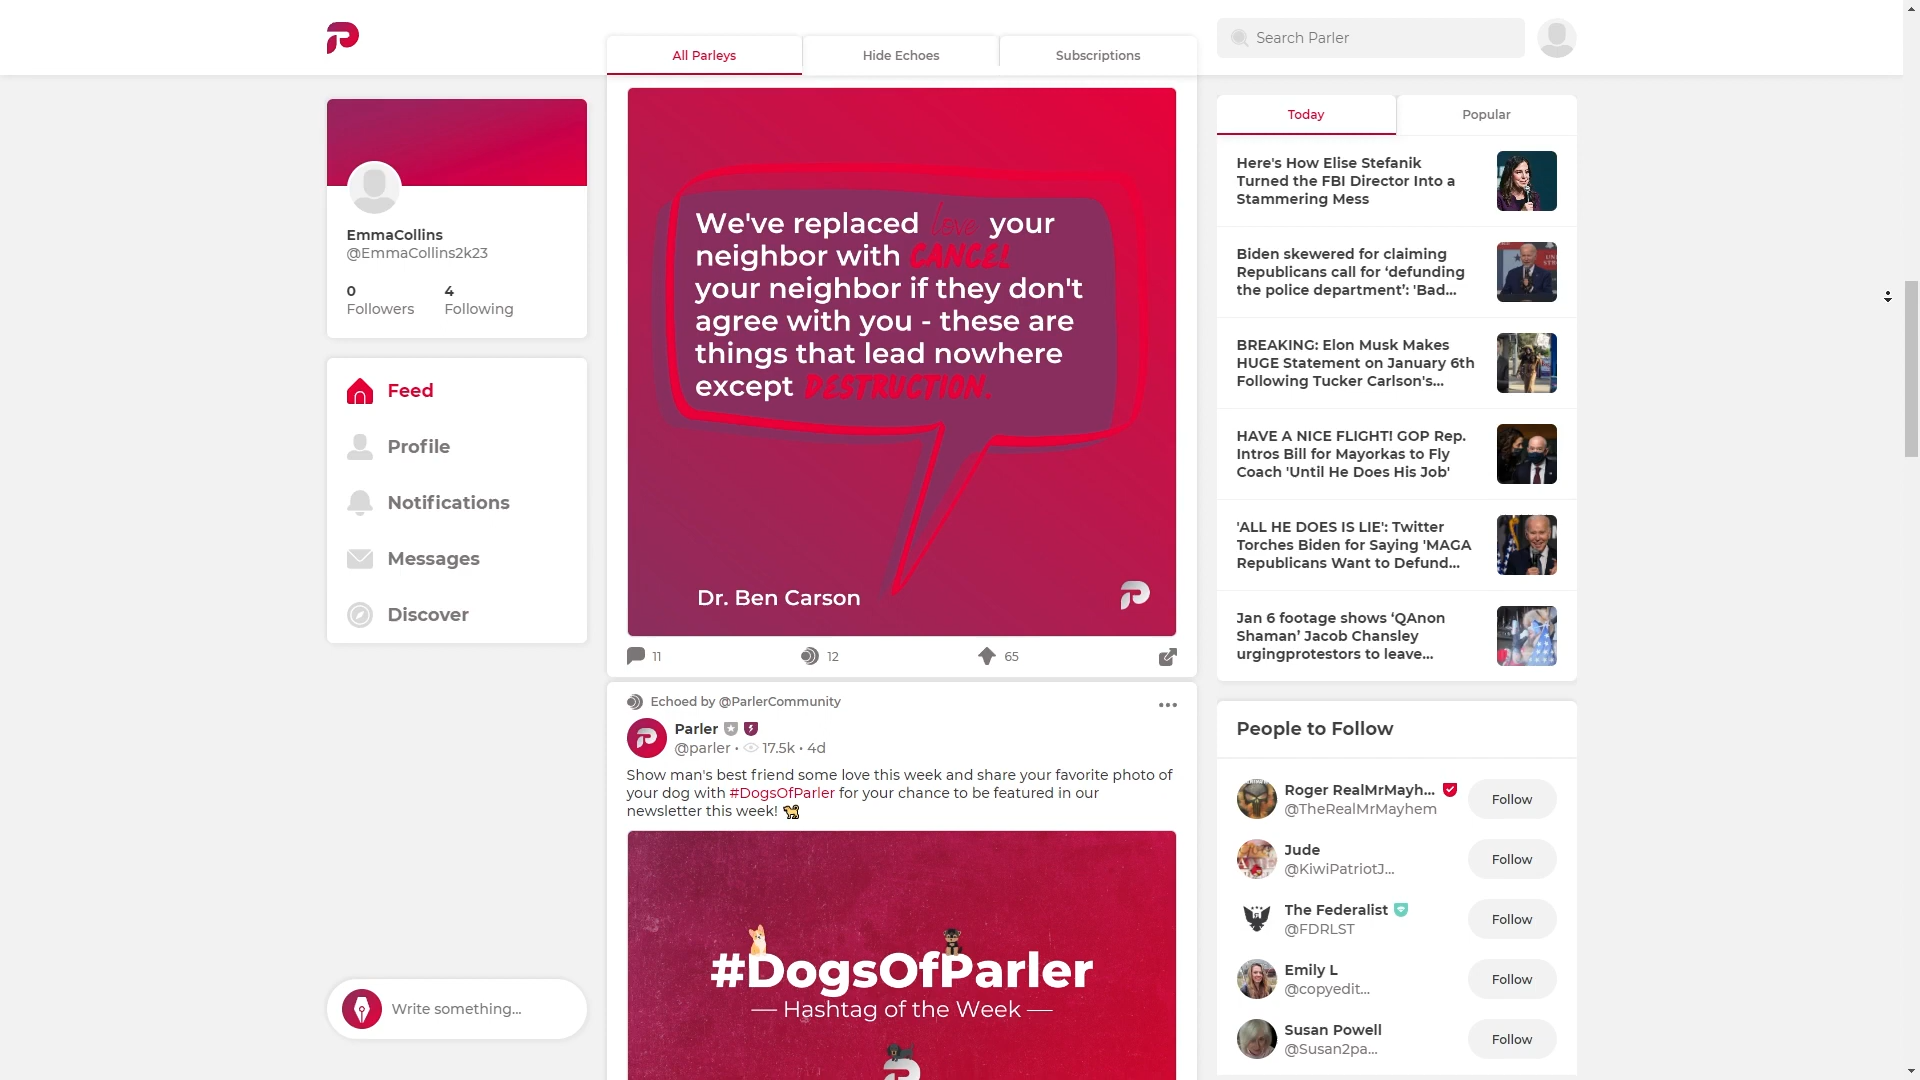 All Parleys
Hide Echoes
Subscriptions
Search Parler
EmmaCollins
@EmmaCollins2k23
0
Followers
4
Following
Feed
Profile
Notifications
Messages
Discover
Write something...
We've replaced love your
neighbor with CANCEL
your neighbor if they don't
agree with you - these are
things that lead nowhere
except DESTRUCTION.
Dr. Ben Carson
11
12
65
Echoed by @ParlerCommunity
Parler
@parler • 17.5k • 4d
Show man's best friend some love this week and share your favorite photo of
your dog with #DogsOfParler for your chance to be featured in our
newsletter this week! 🐕
#DogsOfParler
— Hashtag of the Week —
Today
Popular
Here's How Elise Stefanik
Turned the FBI Director Into a
Stammering Mess
Biden skewered for claiming
Republicans call for ‘defunding
the police department’: 'Bad...
BREAKING: Elon Musk Makes
HUGE Statement on January 6th
Following Tucker Carlson's...
HAVE A NICE FLIGHT! GOP Rep.
Intros Bill for Mayorkas to Fly
Coach 'Until He Does His Job'
'ALL HE DOES IS LIE': Twitter
Torches Biden for Saying 'MAGA
Republicans Want to Defund...
Jan 6 footage shows ‘QAnon
Shaman’ Jacob Chansley
urgingprotestors to leave...
People to Follow
Roger RealMrMayh...
@TheRealMrMayhem
Follow
Jude
@KiwiPatriotJ...
Follow
The Federalist
@FDRLST
Follow
Emily L
@copyedit...
Follow
Susan Powell
@Susan2pa...
Follow